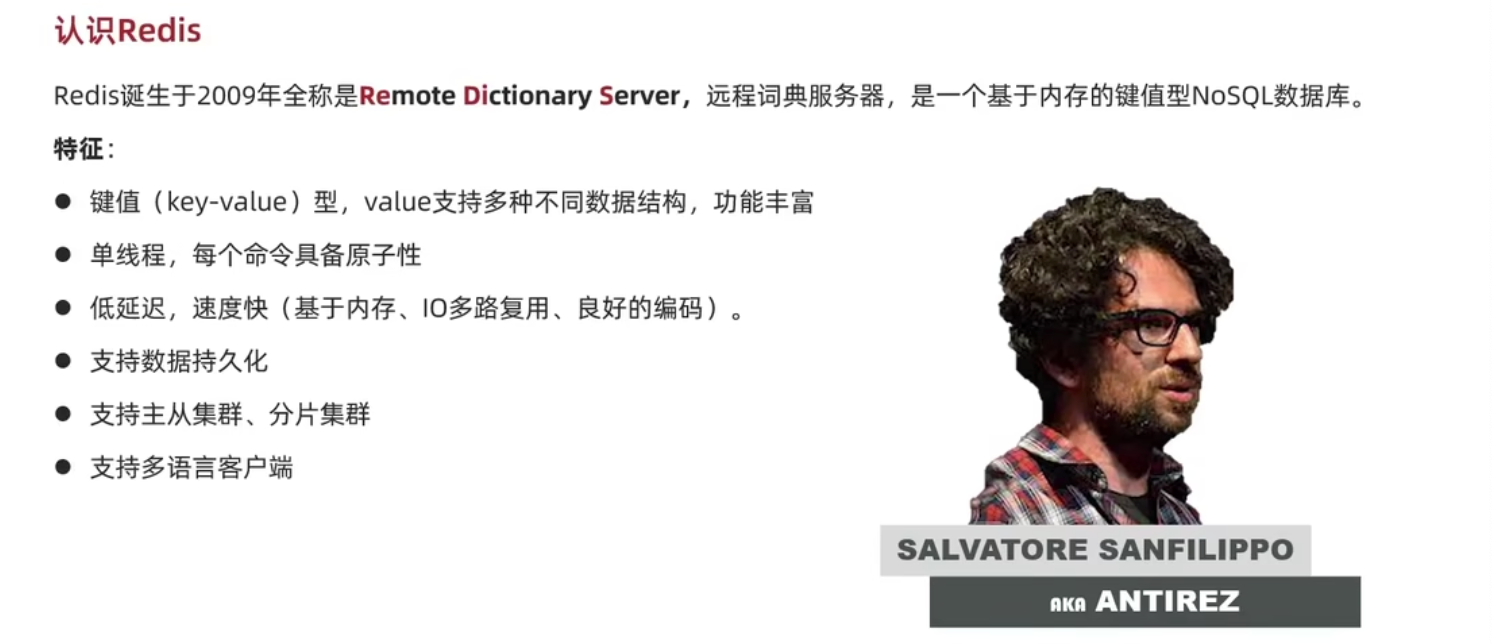 认识Redis
Redis诞生于2009年全称是Remote Dictionary Server，远程词典服务器，是一个基于内存的键值型NoSQL数据库。
特征：
● 键值（key-value）型，value支持多种不同数据结构，功能丰富
● 单线程，每个命令具备原子性
● 低延迟，速度快（基于内存、IO多路复用、良好的编码）。
● 支持数据持久化
● 支持主从集群、分片集群
● 支持多语言客户端
SALVATORE SANFILIPPO
AKA ANTIREZ